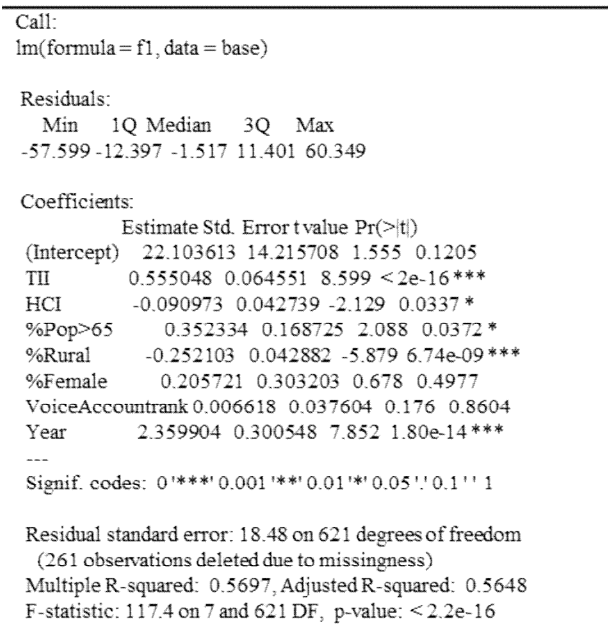 Call:
lm(formula = f1, data = base)
Residuals:
Min 1Q Median 3Q Max
-57.599 -12.397 -1.517 11.401 60.349
Coefficients:
Estimate Std. Error t value Pr(>|t|)
(Intercept) 22.103613 14.215708 1.555 0.1205
TII 0.555048 0.064551 8.599 < 2e-16 ***
HCI -0.090973 0.042739 -2.129 0.0337 *
%Pop>65 0.352334 0.168725 2.088 0.0372 *
%Rural -0.252103 0.042882 -5.879 6.74e-09 ***
%Female 0.205721 0.303203 0.678 0.4977
VoiceAccountrank 0.006618 0.037604 0.176 0.8604
Year 2.359904 0.300548 7.852 1.80e-14 ***
---
Signif. codes: 0 '***' 0.001 '**' 0.01 '*' 0.05 '.' 0.1 ' ' 1
Residual standard error: 18.48 on 621 degrees of freedom
(261 observations deleted due to missingness)
Multiple R-squared: 0.5697, Adjusted R-squared: 0.5648
F-statistic: 117.4 on 7 and 621 DF, p-value: < 2.2e-16